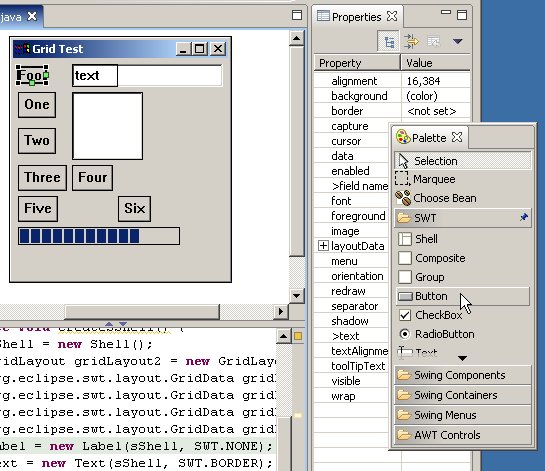 java
Grid Test
Foo
text
One
Two
Three
Four
Five
Six
Properties
Property Value
alignment 16,384
background (color)
border <not set>
capture
cursor
data
enabled
>field name
font
foreground
image
layoutData
menu
orientation
redraw
separator
shadow
>text
textAlignme
toolTipText
visible
wrap
Palette
Selection
Marquee
Choose Bean
SWT
Shell
Composite
Group
Button
CheckBox
RadioButton
Text
Swing Components
Swing Containers
Swing Menus
AWT Controls
void createSShell() {
= new Shell();
ridLayout gridLayout2 = new GridLay
rg.eclipse.swt.layout.GridData grid
rg.eclipse.swt.layout.GridData grid
rg.eclipse.swt.layout.GridData grid
rg.eclipse.swt.layout.GridData grid
abel = new Label(sShell, SWT.NONE);
ext = new Text(sShell, SWT.BORDER);